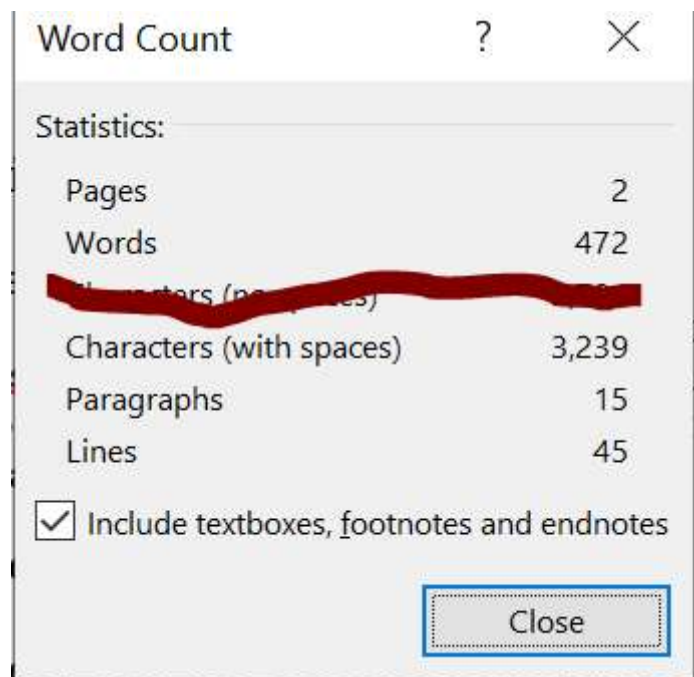 Word Count ? ×
Statistics:
Pages 2
Words 472
Characters (with spaces) 3,239
Paragraphs 15
Lines 45
Include textboxes, footnotes and endnotes
Close